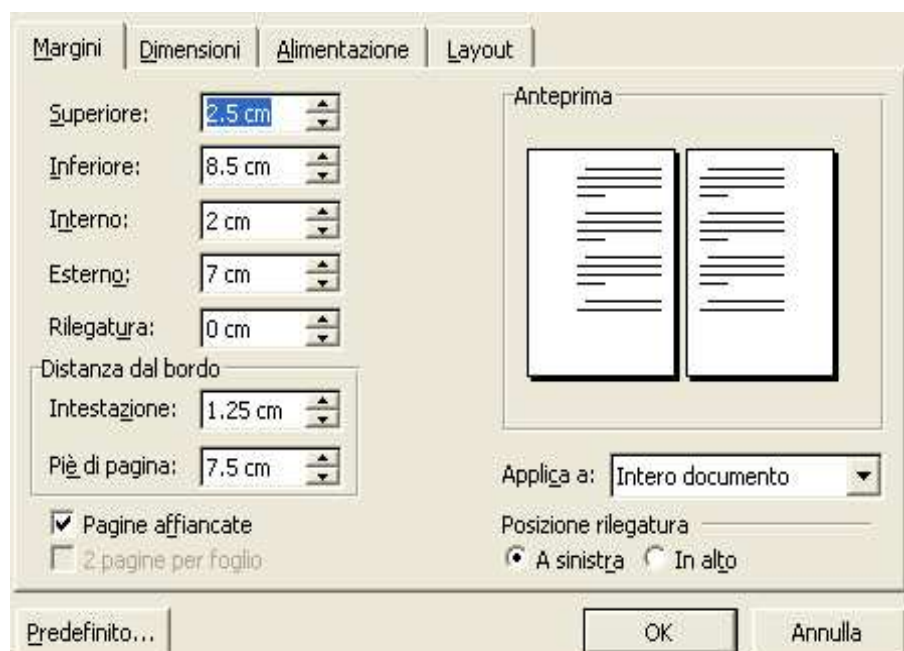 Margini Dimensioni Alimentazione Layout
Superiore: 2.5 cm
Inferiore: 8.5 cm
Interno: 2 cm
Esterno: 7 cm
Rilegatura: 0 cm
Distanza dal bordo
Intestazione: 1.25 cm
Piè di pagina: 7.5 cm
Pagine affiancate
2 pagine per foglio
Anteprima
Applica a: Intero documento
Posizione rilegatura
A sinistra In alto
Predefinito... OK Annulla